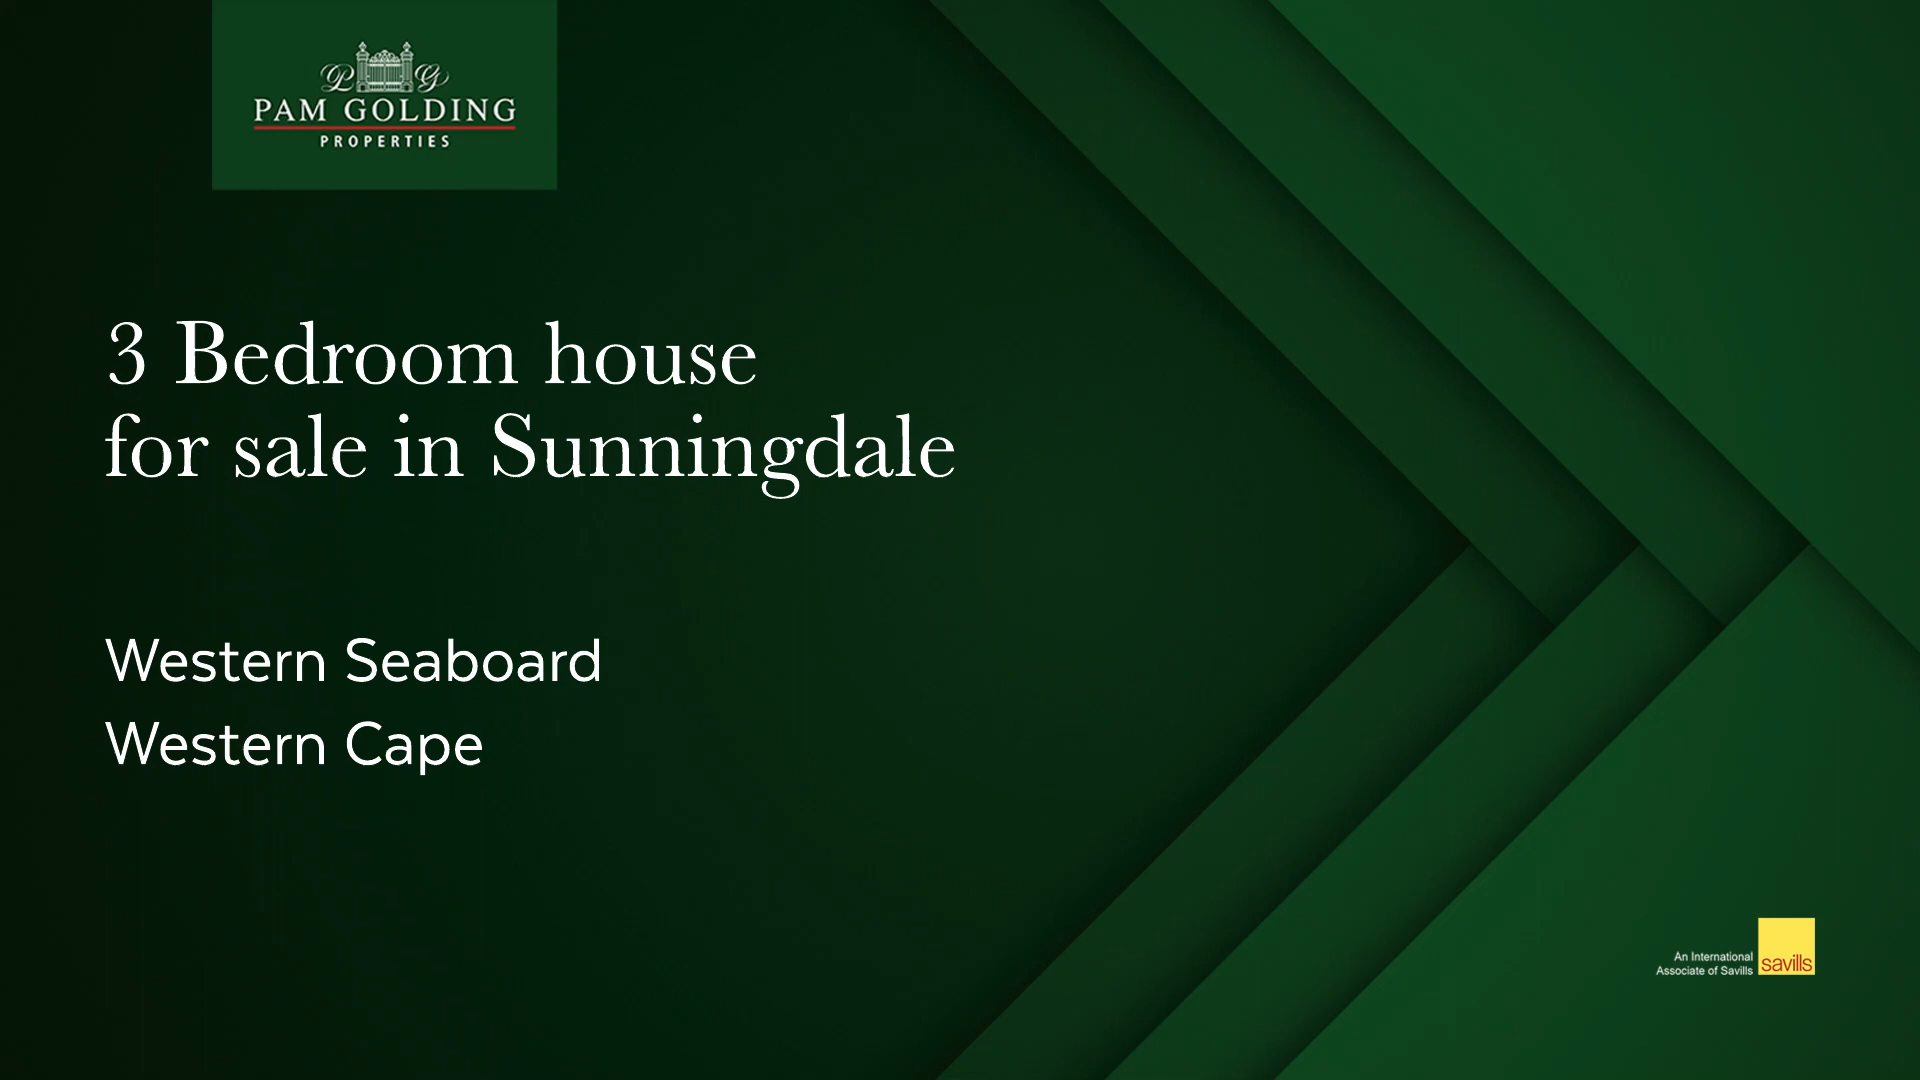 P G
PAM GOLDING
PROPERTIES
3 Bedroom house
for sale in Sunningdale
Western Seaboard
Western Cape
An International
Associate of Savills
savills